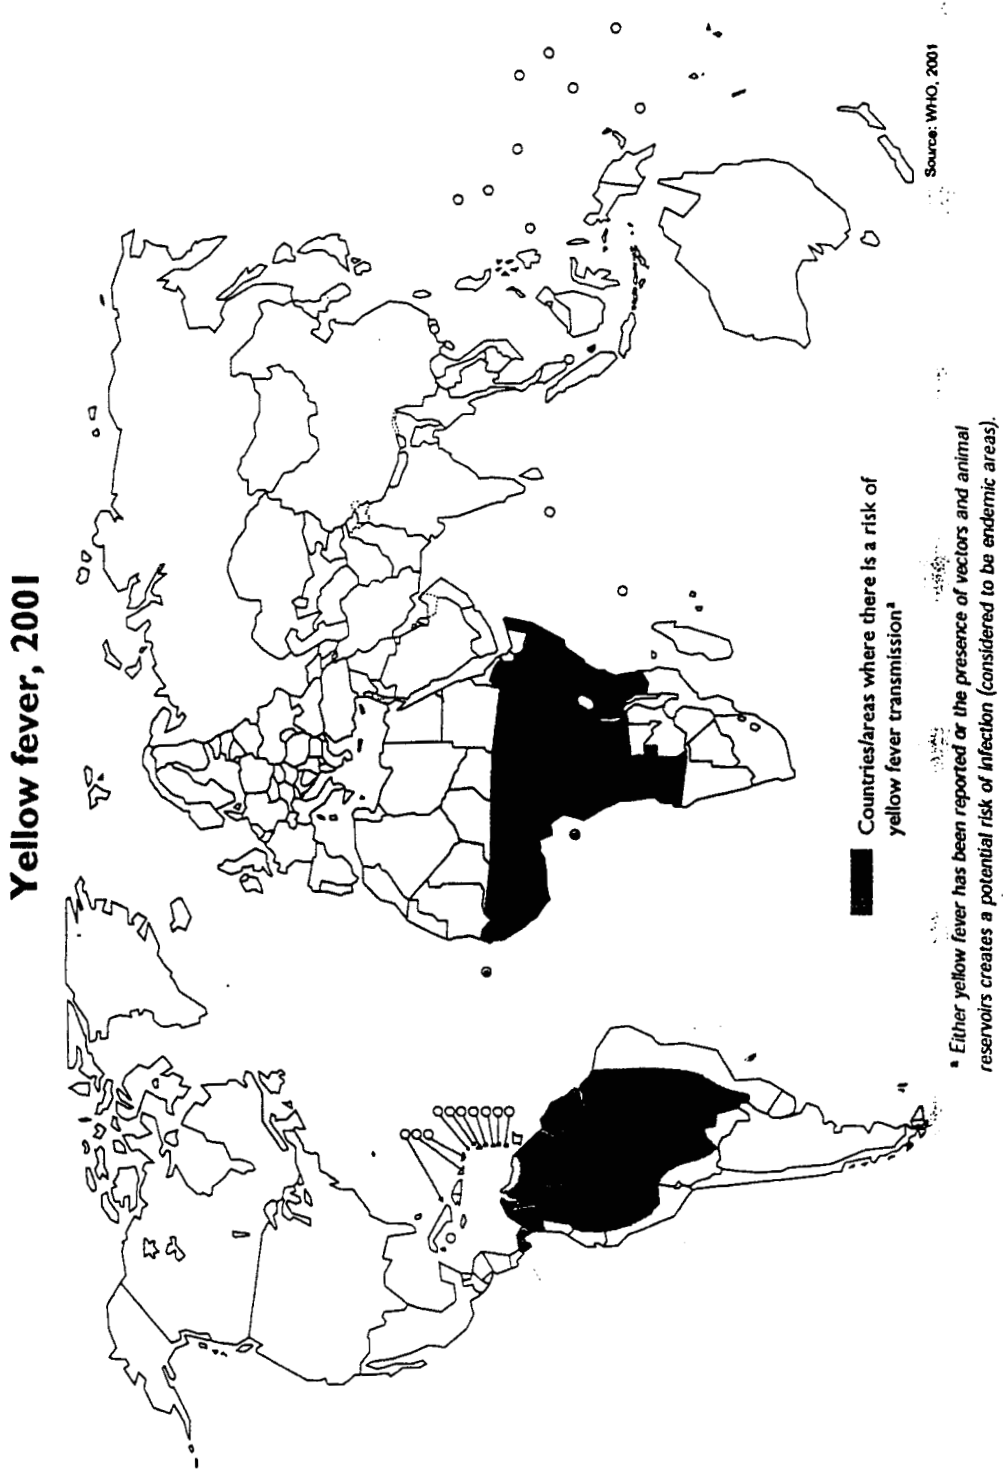 Yellow fever, 2001
Countries/areas where there is a risk of
yellow fever transmissionª
Source: WHO, 2001
ª Either yellow fever has been reported or the presence of vectors and animal
reservoirs creates a potential risk of infection (considered to be endemic areas).